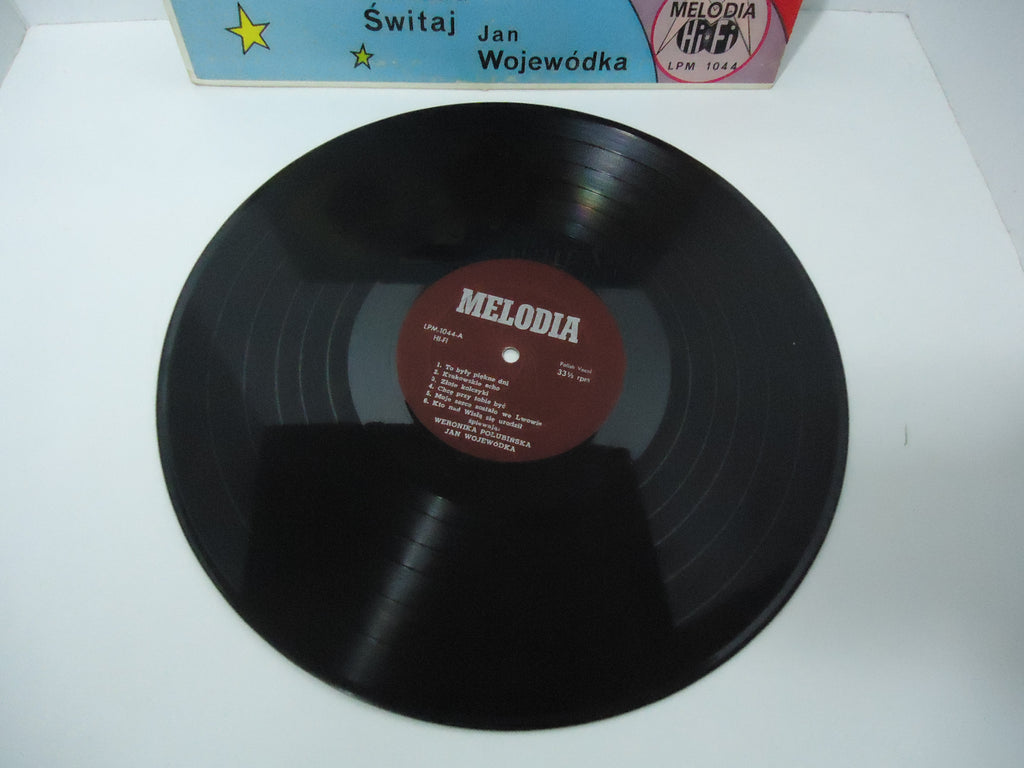 Świtaj
Jan
Wojewódka
MELODIA
Hi-Fi
LPM 1044
MELODIA
LPM-1044-A
HI-FI
Polish Vocal
33⅓ rpm
1. To były piękne dni
2. Krakowskie echo
3. Złote kolczyki
4. Chcę przy tobie być
5. Moje serce zostało we Lwowie
6. Kto nad Wisłą się urodził
śpiewają:
WERONIKA POLUBIŃSKA
JAN WOJEWÓDKA